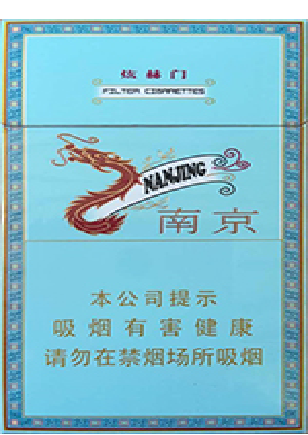 炫赫门
FILTER CIGARETTES
NANJING
南京
本公司提示
吸烟有害健康
请勿在禁烟场所吸烟